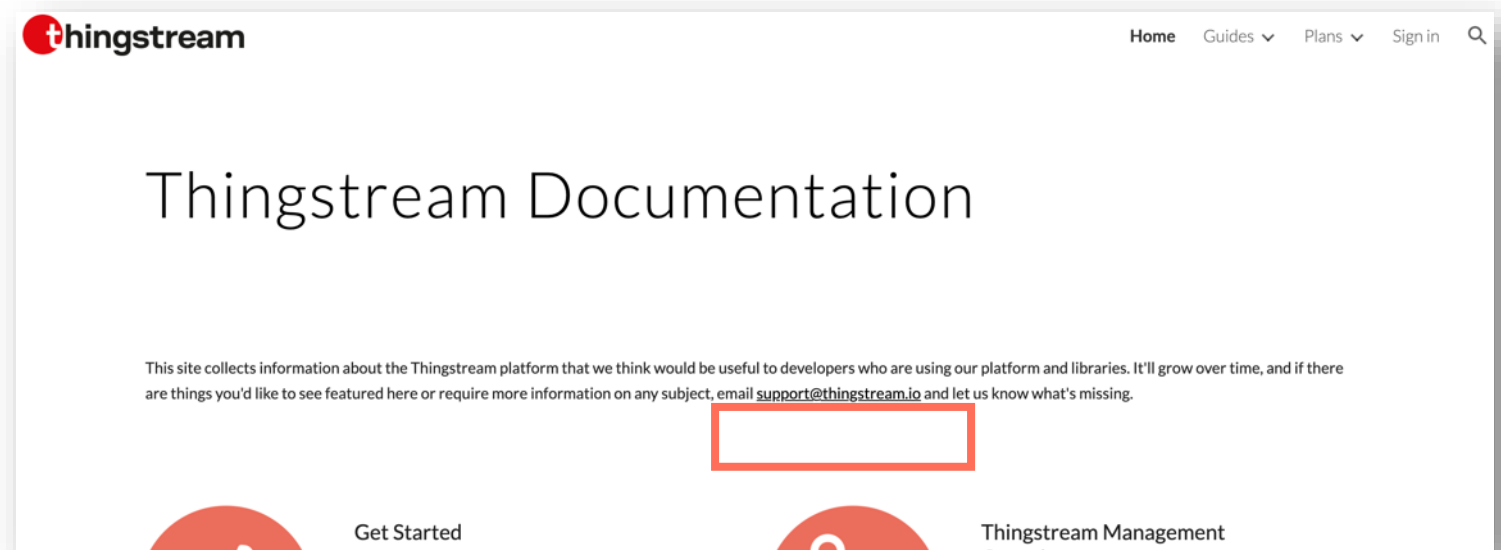 thingstream
Home Guides Plans Sign in
Thingstream Documentation
This site collects information about the Thingstream platform that we think would be useful to developers who are using our platform and libraries. It'll grow over time, and if there
are things you'd like to see featured here or require more information on any subject, email support@thingstream.io and let us know what's missing.
Get Started
Thingstream Management